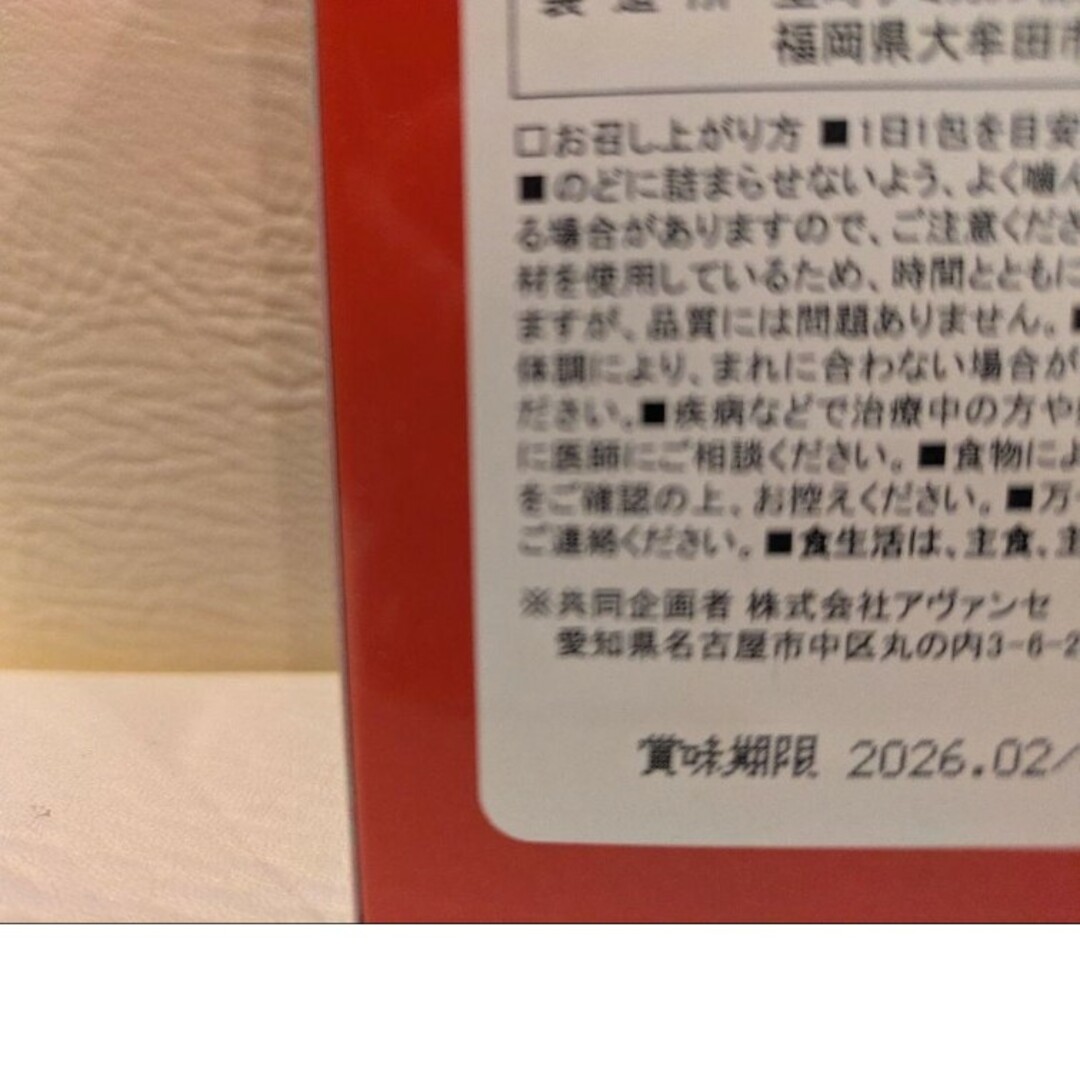 製造所
福岡県大牟田市
□お召し上がり方 ■1日1包を目安
■のどに詰まらせないよう、よく噛ん
る場合がありますので、ご注意くださ
材を使用しているため、時間とともに
ますが、品質には問題ありません。■
体調により、まれに合わない場合が
ださい。■疾病などで治療中の方や
に医師にご相談ください。■食物によ
をご確認の上、お控えください。■万
ご連絡ください。■食生活は、主食、主
※共同企画者 株式会社アヴァンセ
愛知県名古屋市中区丸の内3-6-2
賞味期限 2026.02/